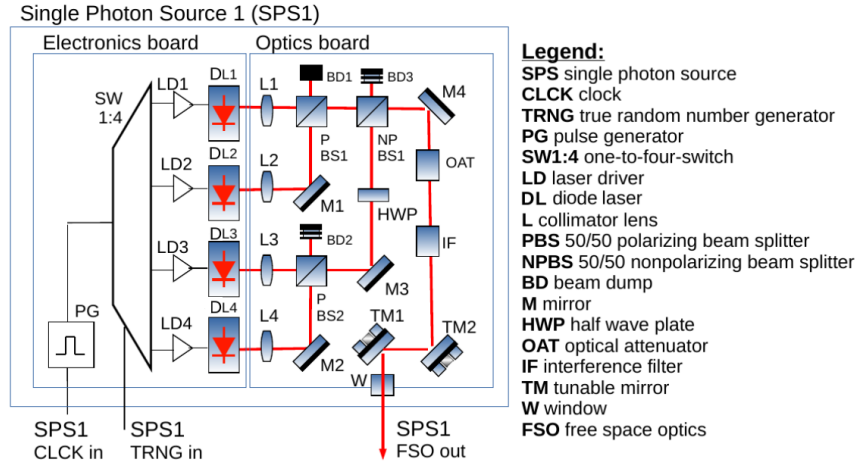 Single Photon Source 1 (SPS1)
Electronics board
Optics board
SW
1:4
LD1
DL1
L1
BD1
BD3
M4
P
BS1
NP
BS1
OAT
LD2
DL2
L2
M1
HWP
LD3
DL3
L3
BD2
IF
M3
P
BS2
PG
LD4
DL4
L4
M2
TM1
TM2
W
SPS1
CLCK in
SPS1
TRNG in
SPS1
FSO out
Legend:
SPS single photon source
CLCK clock
TRNG true random number generator
PG pulse generator
SW1:4 one-to-four-switch
LD laser driver
DL diode laser
L collimator lens
PBS 50/50 polarizing beam splitter
NPBS 50/50 nonpolarizing beam splitter
BD beam dump
M mirror
HWP half wave plate
OAT optical attenuator
IF interference filter
TM tunable mirror
W window
FSO free space optics